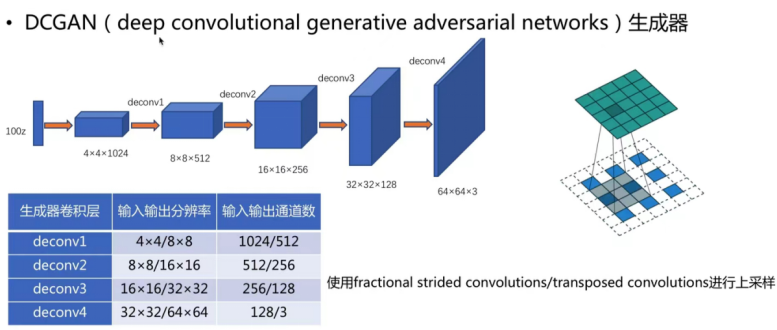 • DCGAN（deep convolutional generative adversarial networks）生成器
deconv1
deconv2
deconv3
deconv4
100z
4×4×1024
8×8×512
16×16×256
32×32×128
64×64×3
生成器卷积层 输入输出分辨率 输入输出通道数
deconv1 4×4/8×8 1024/512
deconv2 8×8/16×16 512/256
deconv3 16×16/32×32 256/128
deconv4 32×32/64×64 128/3
使用fractional strided convolutions/transposed convolutions进行上采样